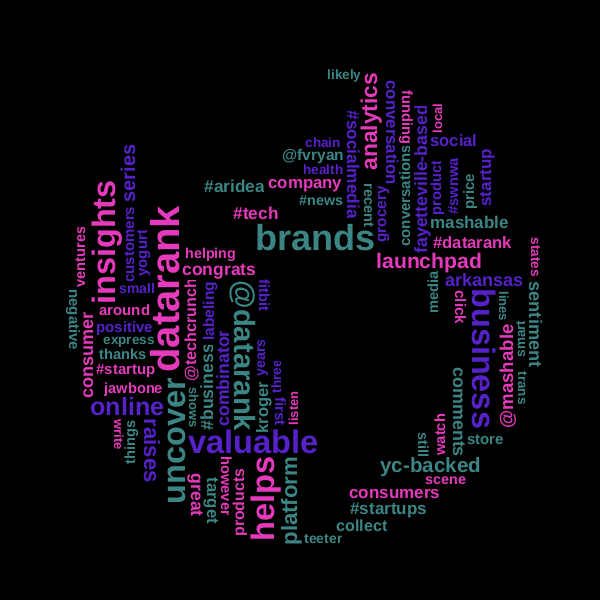 likely
analytics
conversation
funding
local
#socialmedia
fayetteville-based
chain
@fvryan
health
social
conversations
series
#aridea
company
recent
grocery
product
#swnwa
price
startup
#news
insights
customers
yogurt
datarank
#tech
brands
mashable
#datarank
states
ventures
helping
congrats
launchpad
small
@techcrunch
labeling
@datarank
fitbit
media
click
arkansas
business
lines
sentiment
negative
consumer
around
positive
express
thanks
#startup
jawbone
#business
combinator
years
three
kroger
@mashable
smart
trans
online
uncover
shows
first
listen
comments
watch
write
things
raises
valuable
still
store
great
target
however
products
helps
platform
yc-backed
scene
consumers
#startups
collect
teeter